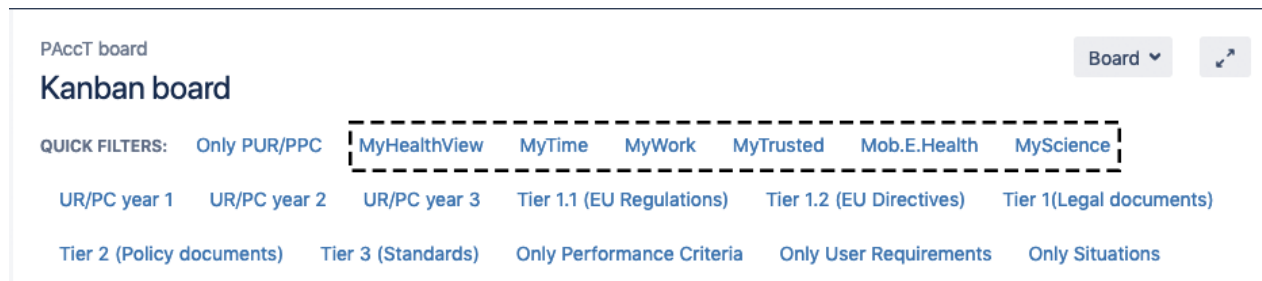 PAccT board
Board
Kanban board
QUICK FILTERS: Only PUR/PPC MyHealthView MyTime MyWork MyTrusted Mob.E.Health MyScience
UR/PC year 1 UR/PC year 2 UR/PC year 3 Tier 1.1 (EU Regulations) Tier 1.2 (EU Directives) Tier 1(Legal documents)
Tier 2 (Policy documents) Tier 3 (Standards) Only Performance Criteria Only User Requirements Only Situations